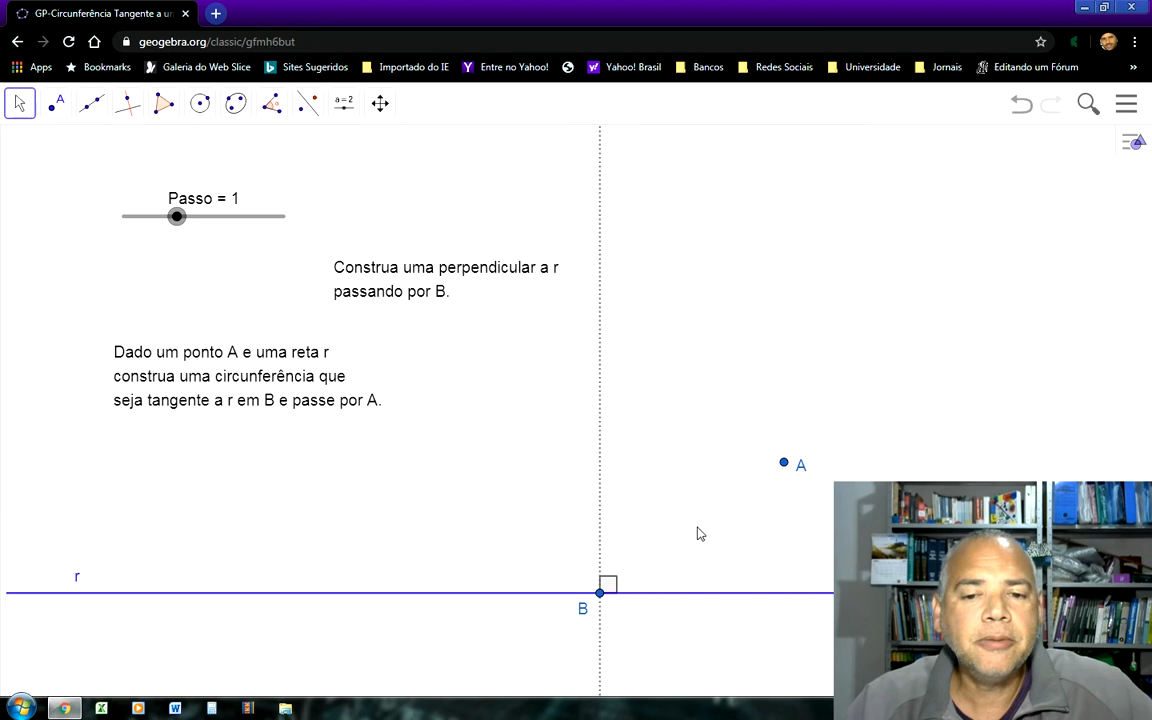 GP-Circunferência Tangente a un
geogebra.org/classic/gfmh6but
Apps Bookmarks Galeria do Web Slice Sites Sugeridos Importado do IE Entre no Yahoo! Yahoo! Brasil Bancos Redes Sociais Universidade Jornais Editando um Fórum »
A a=2
Passo = 1
Construa uma perpendicular a r
passando por B.
Dado um ponto A e uma reta r
construa uma circunferência que
seja tangente a r em B e passe por A.
A
r
B